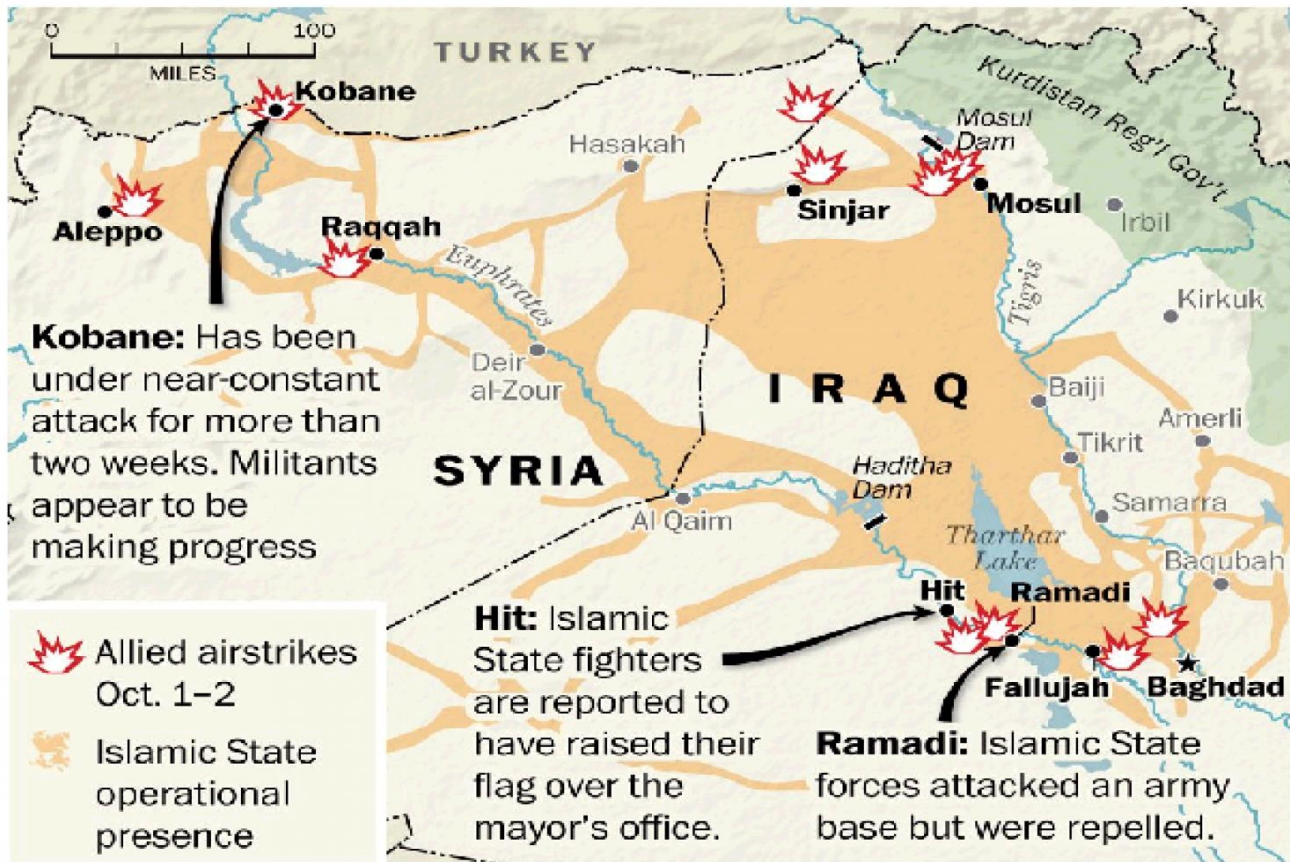 0 100
MILES
TURKEY
Kobane
Kurdistan Reg'l Gov't
Mosul
Dam
Hasakah
Aleppo
Raqqah
Sinjar
Mosul
Irbil
Euphrates
Tigris
Kirkuk
Kobane: Has been
under near-constant
attack for more than
two weeks. Militants
appear to be
making progress
Deir
al-Zour
IRAQ
Baiji
Amerli
Tikrit
SYRIA
Haditha
Dam
Al Qaim
Samarra
Tharthar
Lake
Baqubah
Hit
Ramadi
Fallujah
Baghdad
Hit: Islamic
State fighters
are reported to
have raised their
flag over the
mayor's office.
Ramadi: Islamic State
forces attacked an army
base but were repelled.
Allied airstrikes
Oct. 1–2
Islamic State
operational
presence